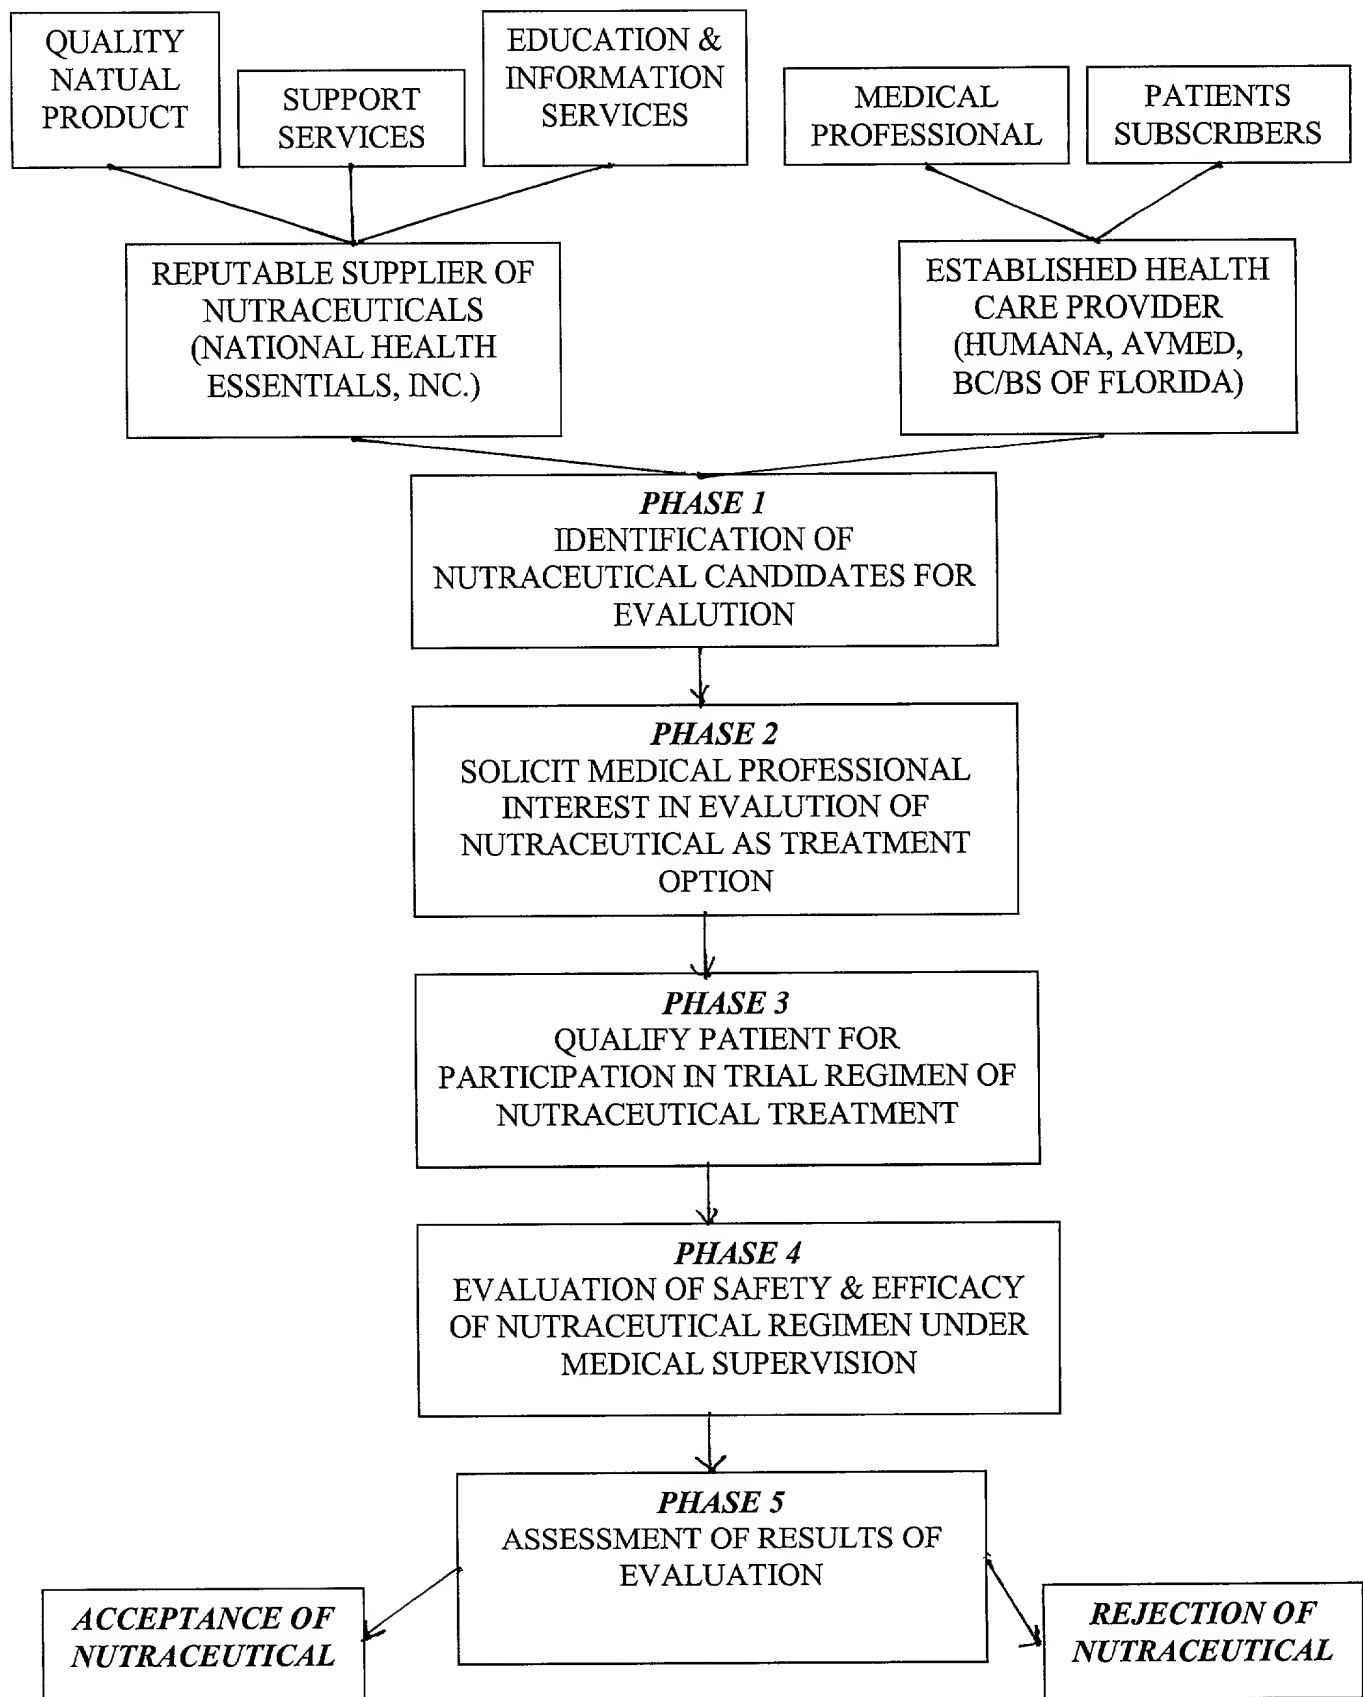 QUALITY
NATUAL
PRODUCT
SUPPORT
SERVICES
EDUCATION &
INFORMATION
SERVICES
MEDICAL
PROFESSIONAL
PATIENTS
SUBSCRIBERS
REPUTABLE SUPPLIER OF
NUTRACEUTICALS
(NATIONAL HEALTH
ESSENTIALS, INC.)
ESTABLISHED HEALTH
CARE PROVIDER
(HUMANA, AVMED,
BC/BS OF FLORIDA)
PHASE 1
IDENTIFICATION OF
NUTRACEUTICAL CANDIDATES FOR
EVALUTION
PHASE 2
SOLICIT MEDICAL PROFESSIONAL
INTEREST IN EVALUTION OF
NUTRACEUTICAL AS TREATMENT
OPTION
PHASE 3
QUALIFY PATIENT FOR
PARTICIPATION IN TRIAL REGIMEN OF
NUTRACEUTICAL TREATMENT
PHASE 4
EVALUATION OF SAFETY & EFFICACY
OF NUTRACEUTICAL REGIMEN UNDER
MEDICAL SUPERVISION
PHASE 5
ASSESSMENT OF RESULTS OF
EVALUATION
ACCEPTANCE OF
NUTRACEUTICAL
REJECTION OF
NUTRACEUTICAL